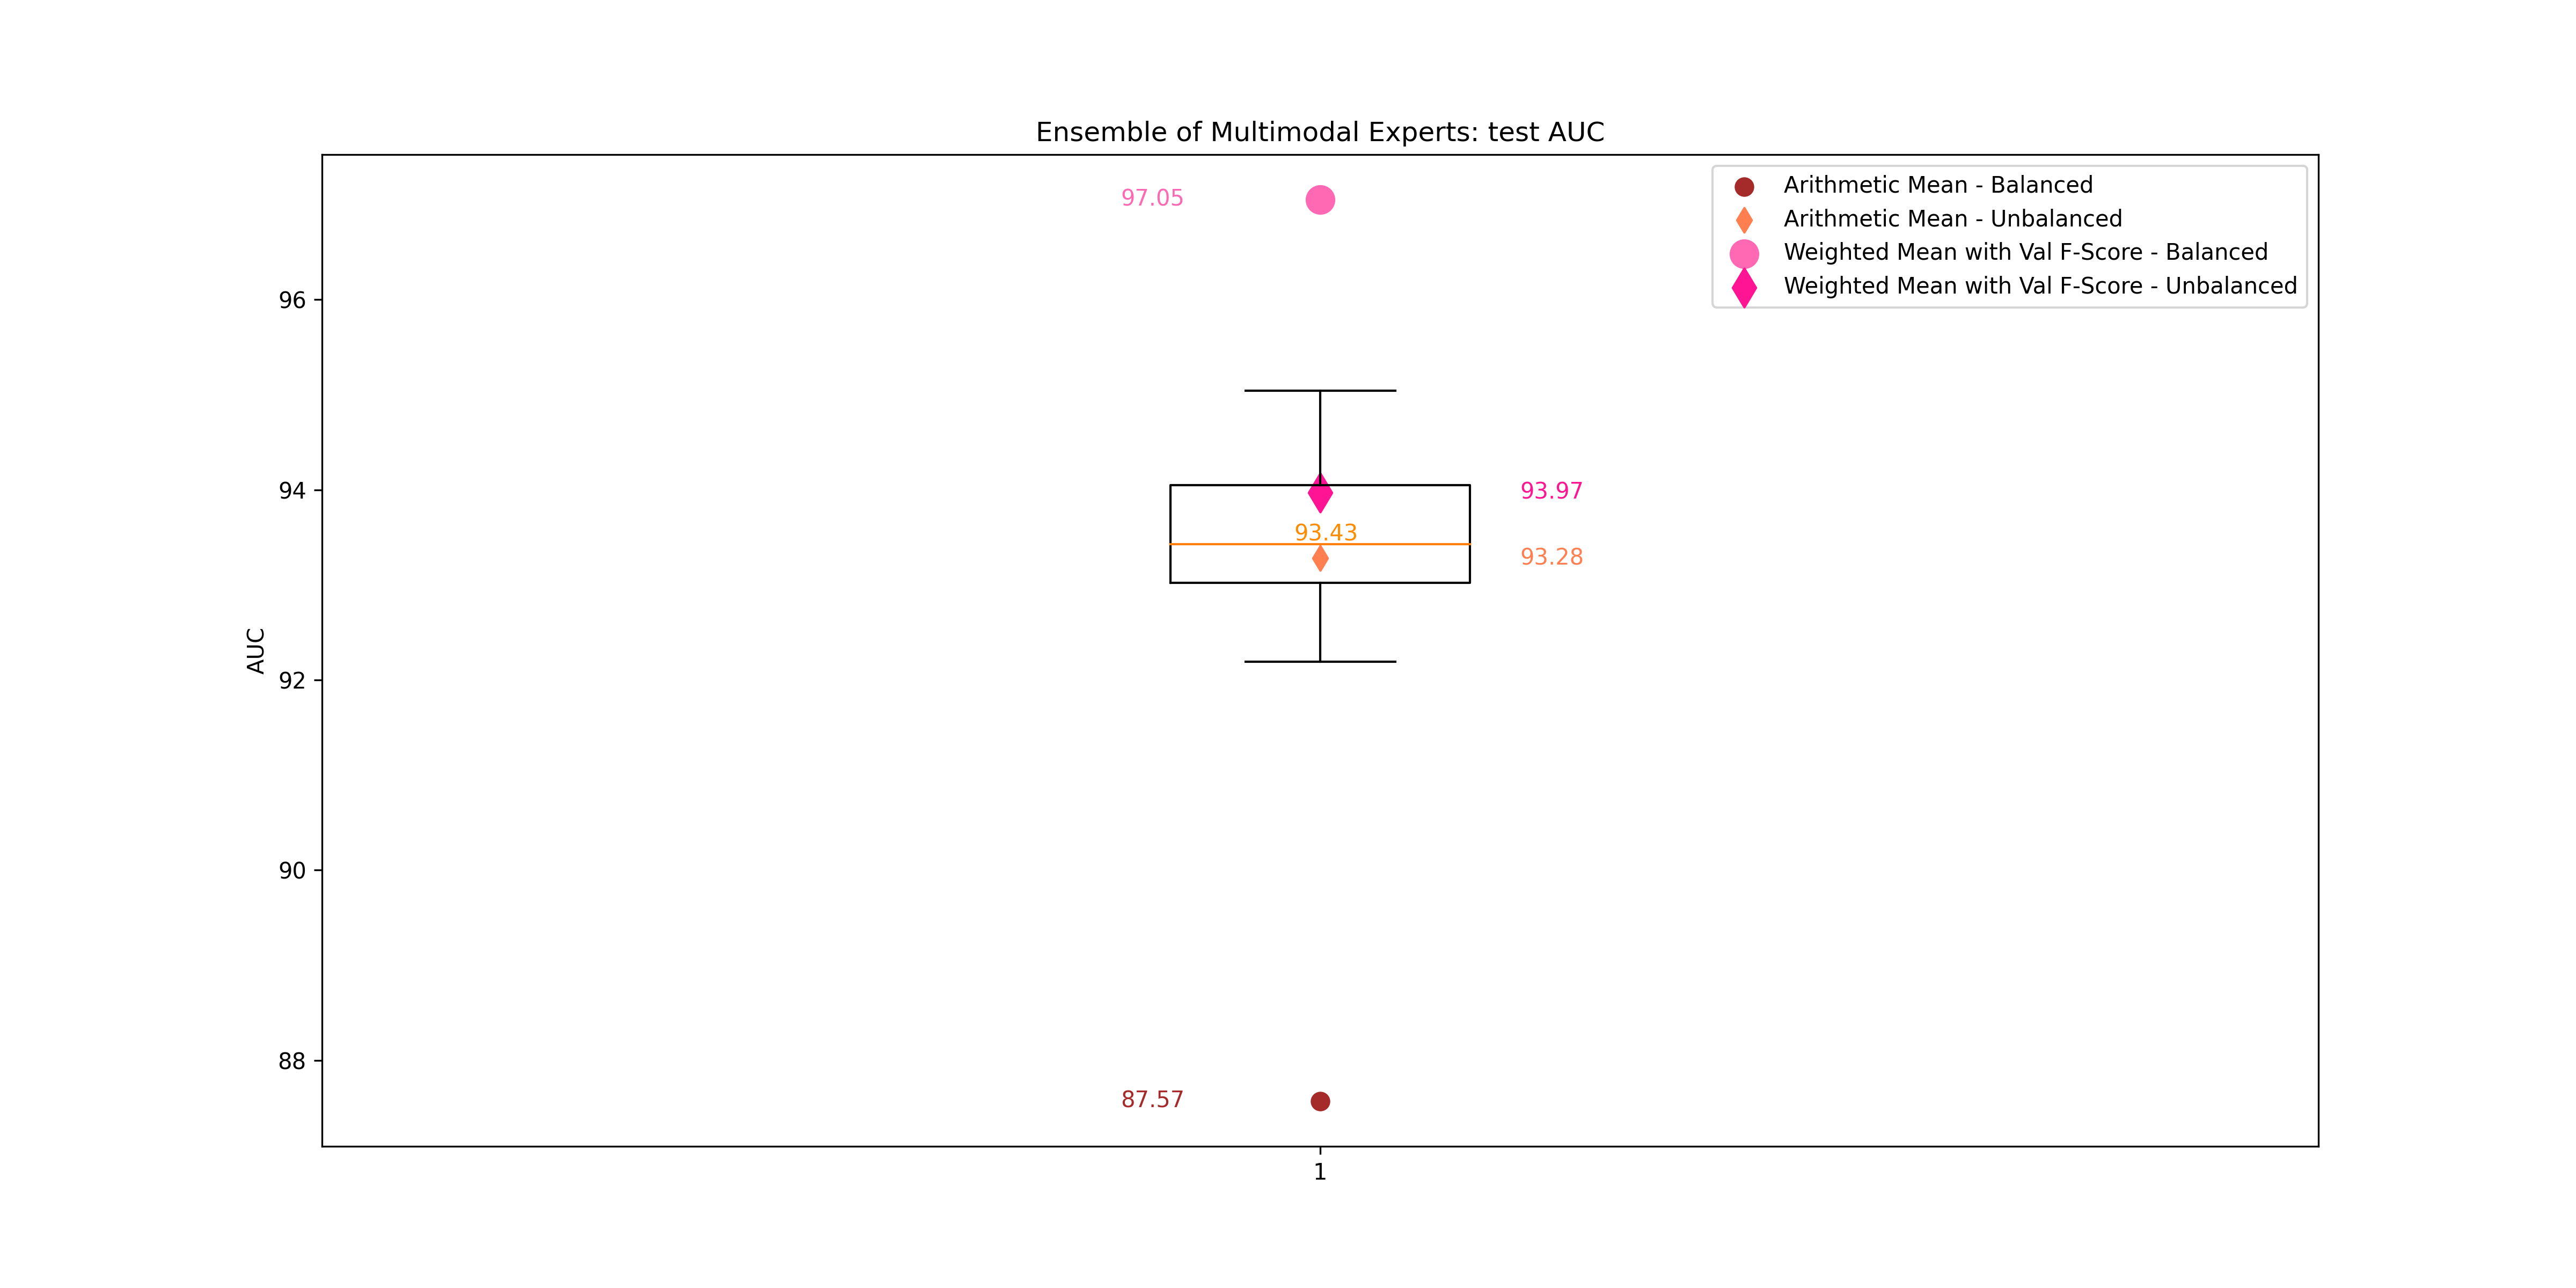 Ensemble of Multimodal Experts: test AUC
Arithmetic Mean - Balanced
Arithmetic Mean - Unbalanced
Weighted Mean with Val F-Score - Balanced
Weighted Mean with Val F-Score - Unbalanced
97.05
96
94
93.97
93.43
93.28
AUC
92
90
88
87.57
1